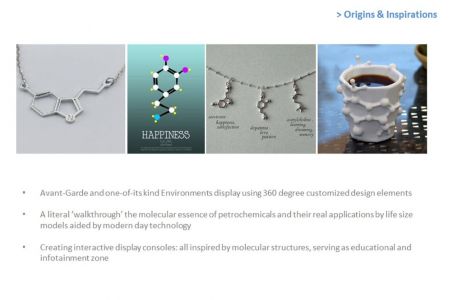 > Origins & Inspirations
HAPPINESS
serotonin
happiness,
satisfaction
dopamine
love,
pattern
acetylcholine
learning,
dreaming,
memory
• Avant-Garde and one-of-its kind Environments display using 360 degree customized design elements
• A literal 'walkthrough' the molecular essence of petrochemicals and their real applications by life size
models aided by modern day technology
• Creating interactive display consoles: all inspired by molecular structures, serving as educational and
infotainment zone